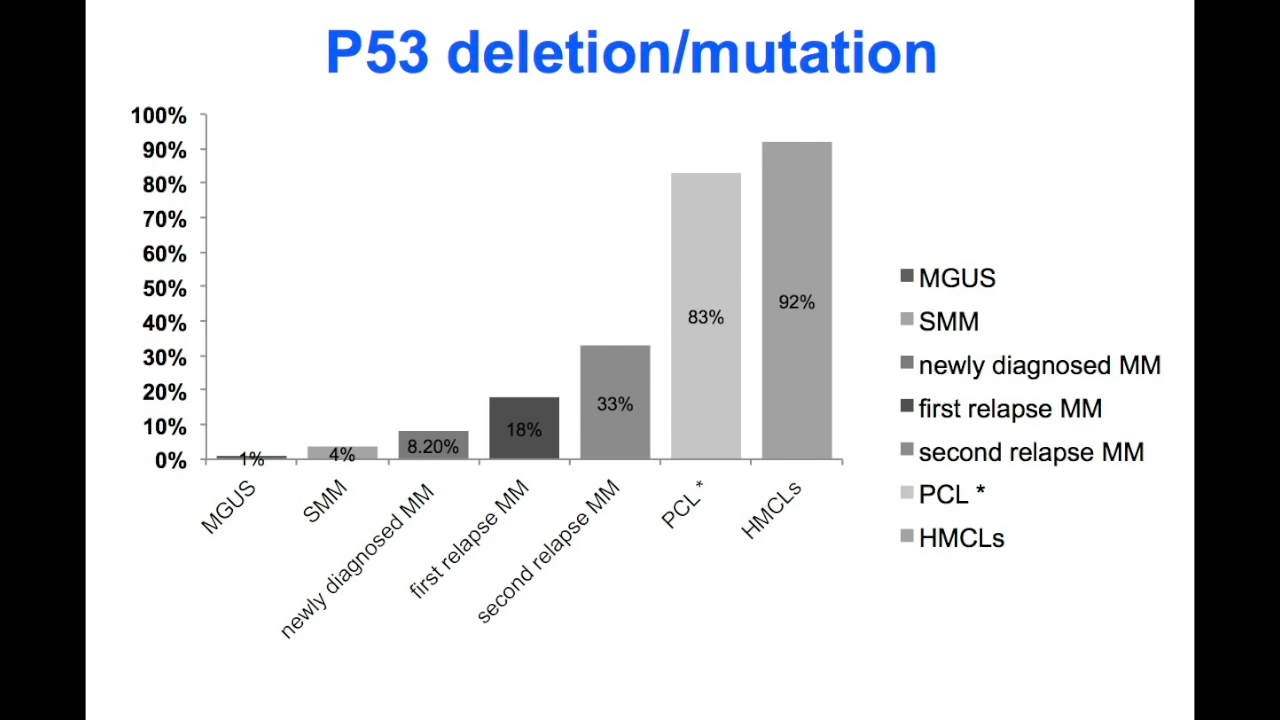 P53 deletion/mutation
100%
90%
80%
70%
60%
50%
40%
30%
20%
10%
0%
1%
4%
8.20%
18%
33%
83%
92%
MGUS
SMM
newly diagnosed MM
first relapse MM
second relapse MM
PCL *
HMCLs
MGUS
SMM
newly diagnosed MM
first relapse MM
second relapse MM
PCL *
HMCLs